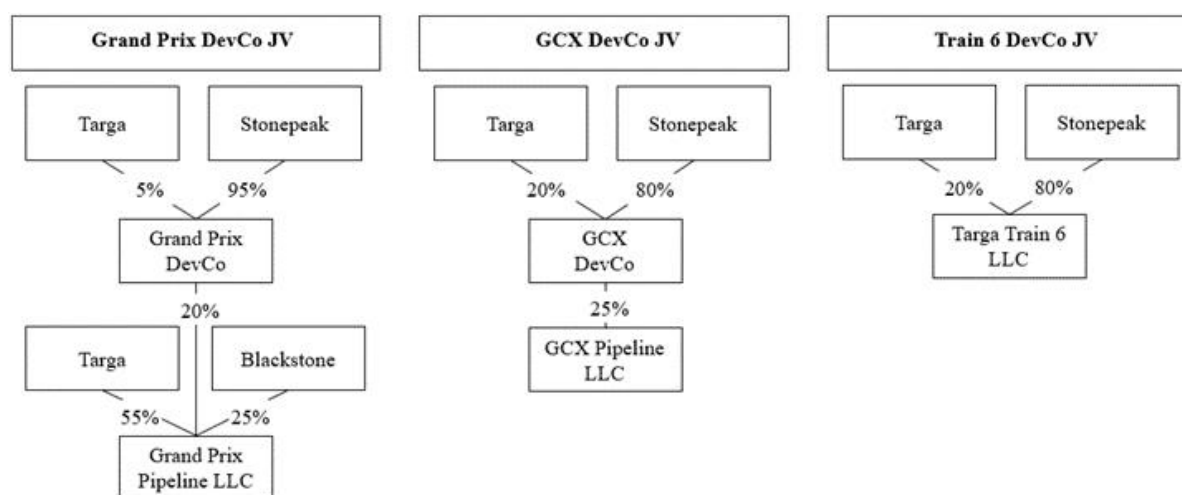 Grand Prix DevCo JV
GCX DevCo JV
Train 6 DevCo JV
Targa
Stonepeak
Targa
Stonepeak
Targa
Stonepeak
5%
95%
20%
80%
20%
80%
Grand Prix
DevCo
GCX
DevCo
Targa Train 6
LLC
20%
25%
Targa
Blackstone
GCX Pipeline
LLC
55%
25%
Grand Prix
Pipeline LLC